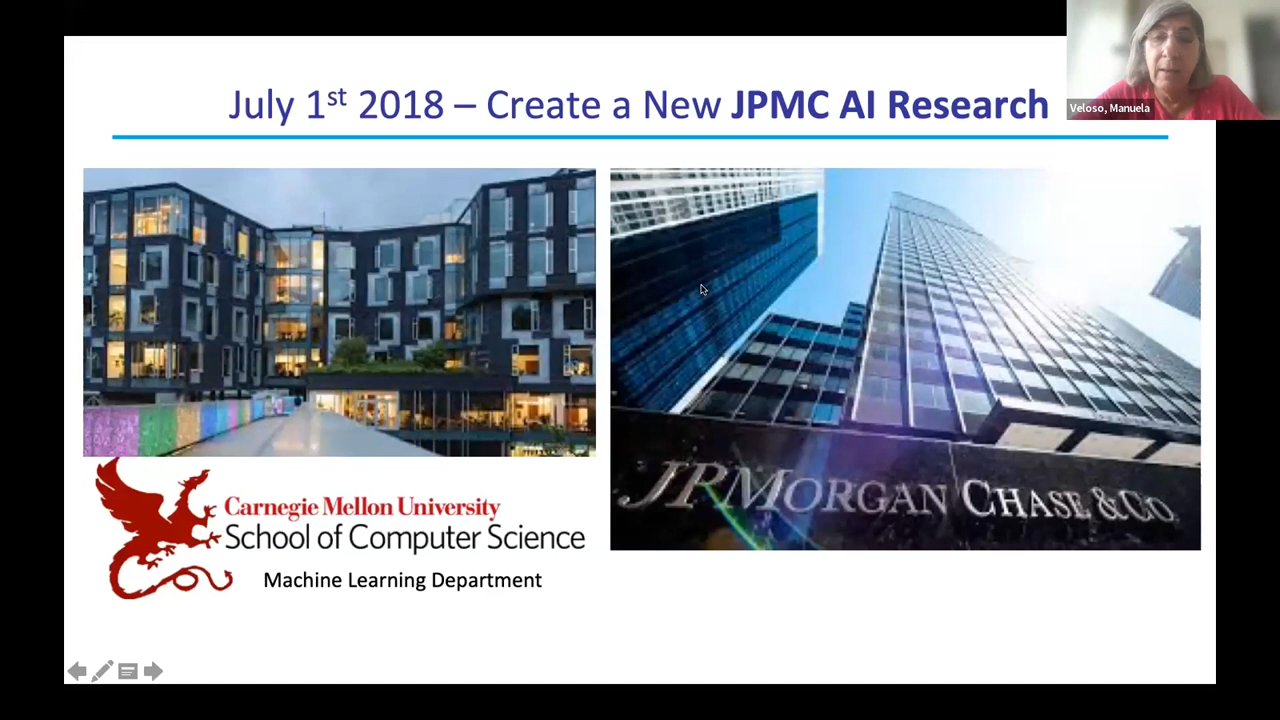 July 1st 2018 – Create a New JPMC AI Research
Veloso, Manuela
JPMORGAN CHASE & CO.
Carnegie Mellon University
School of Computer Science
Machine Learning Department